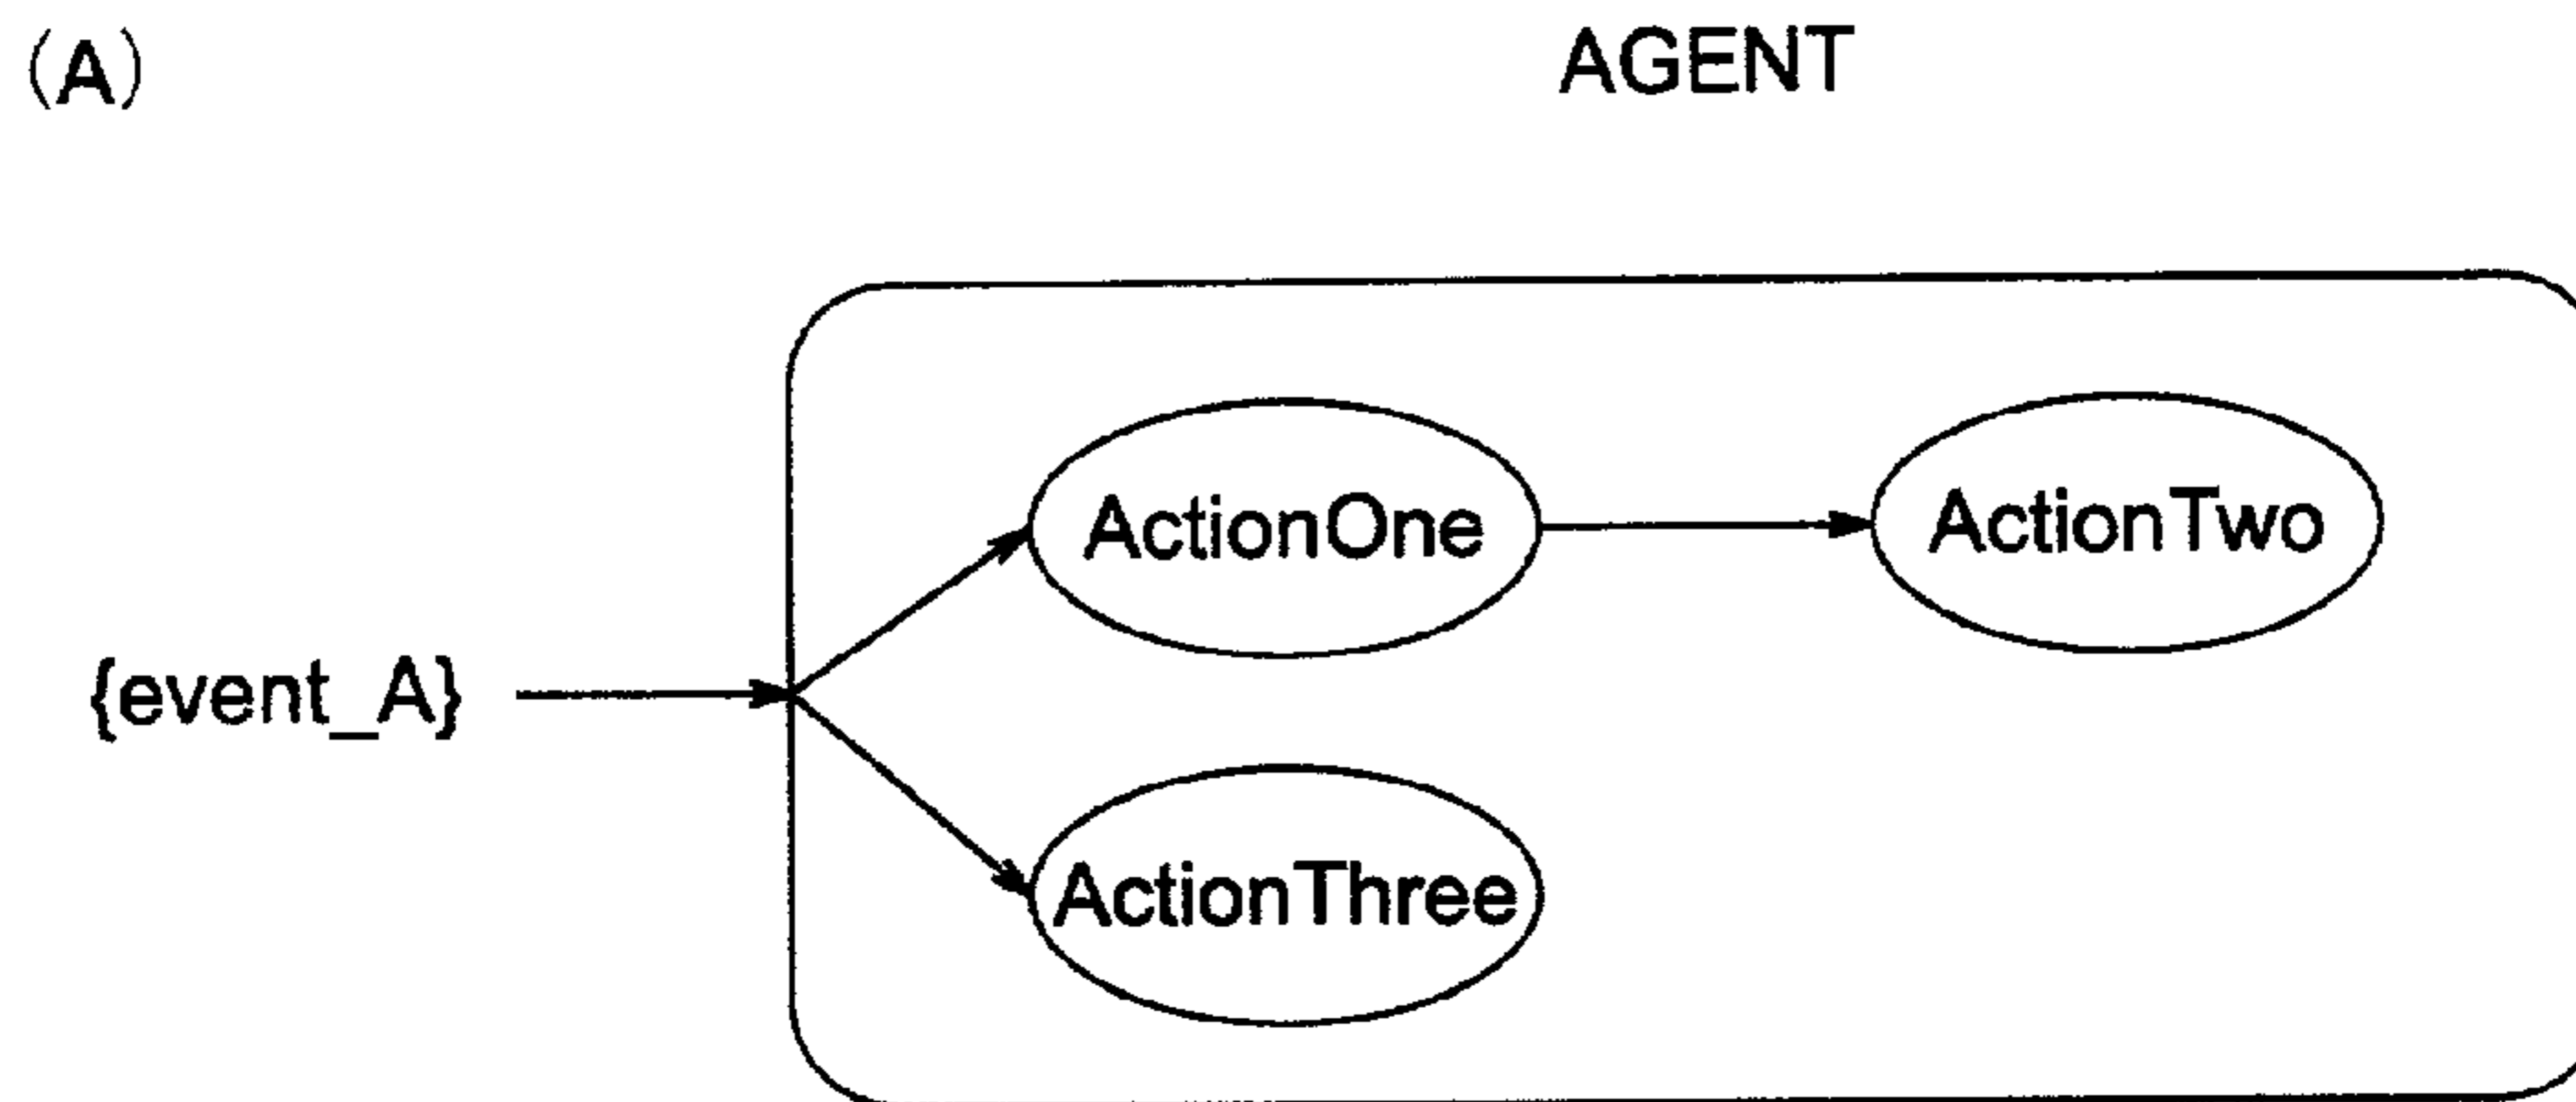 (A)
AGENT
ActionOne
ActionTwo
{event_A}
ActionThree